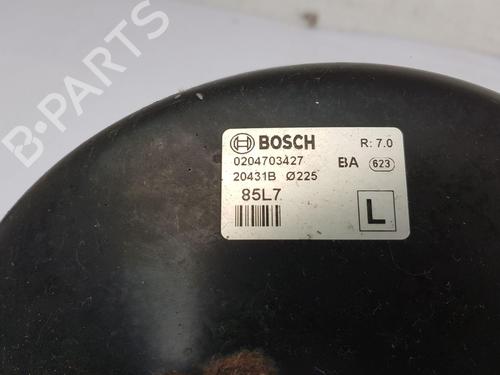 B-PARTS
BOSCH R: 7.0
0204703427 BA 623
20431B Ø225
85L7
L